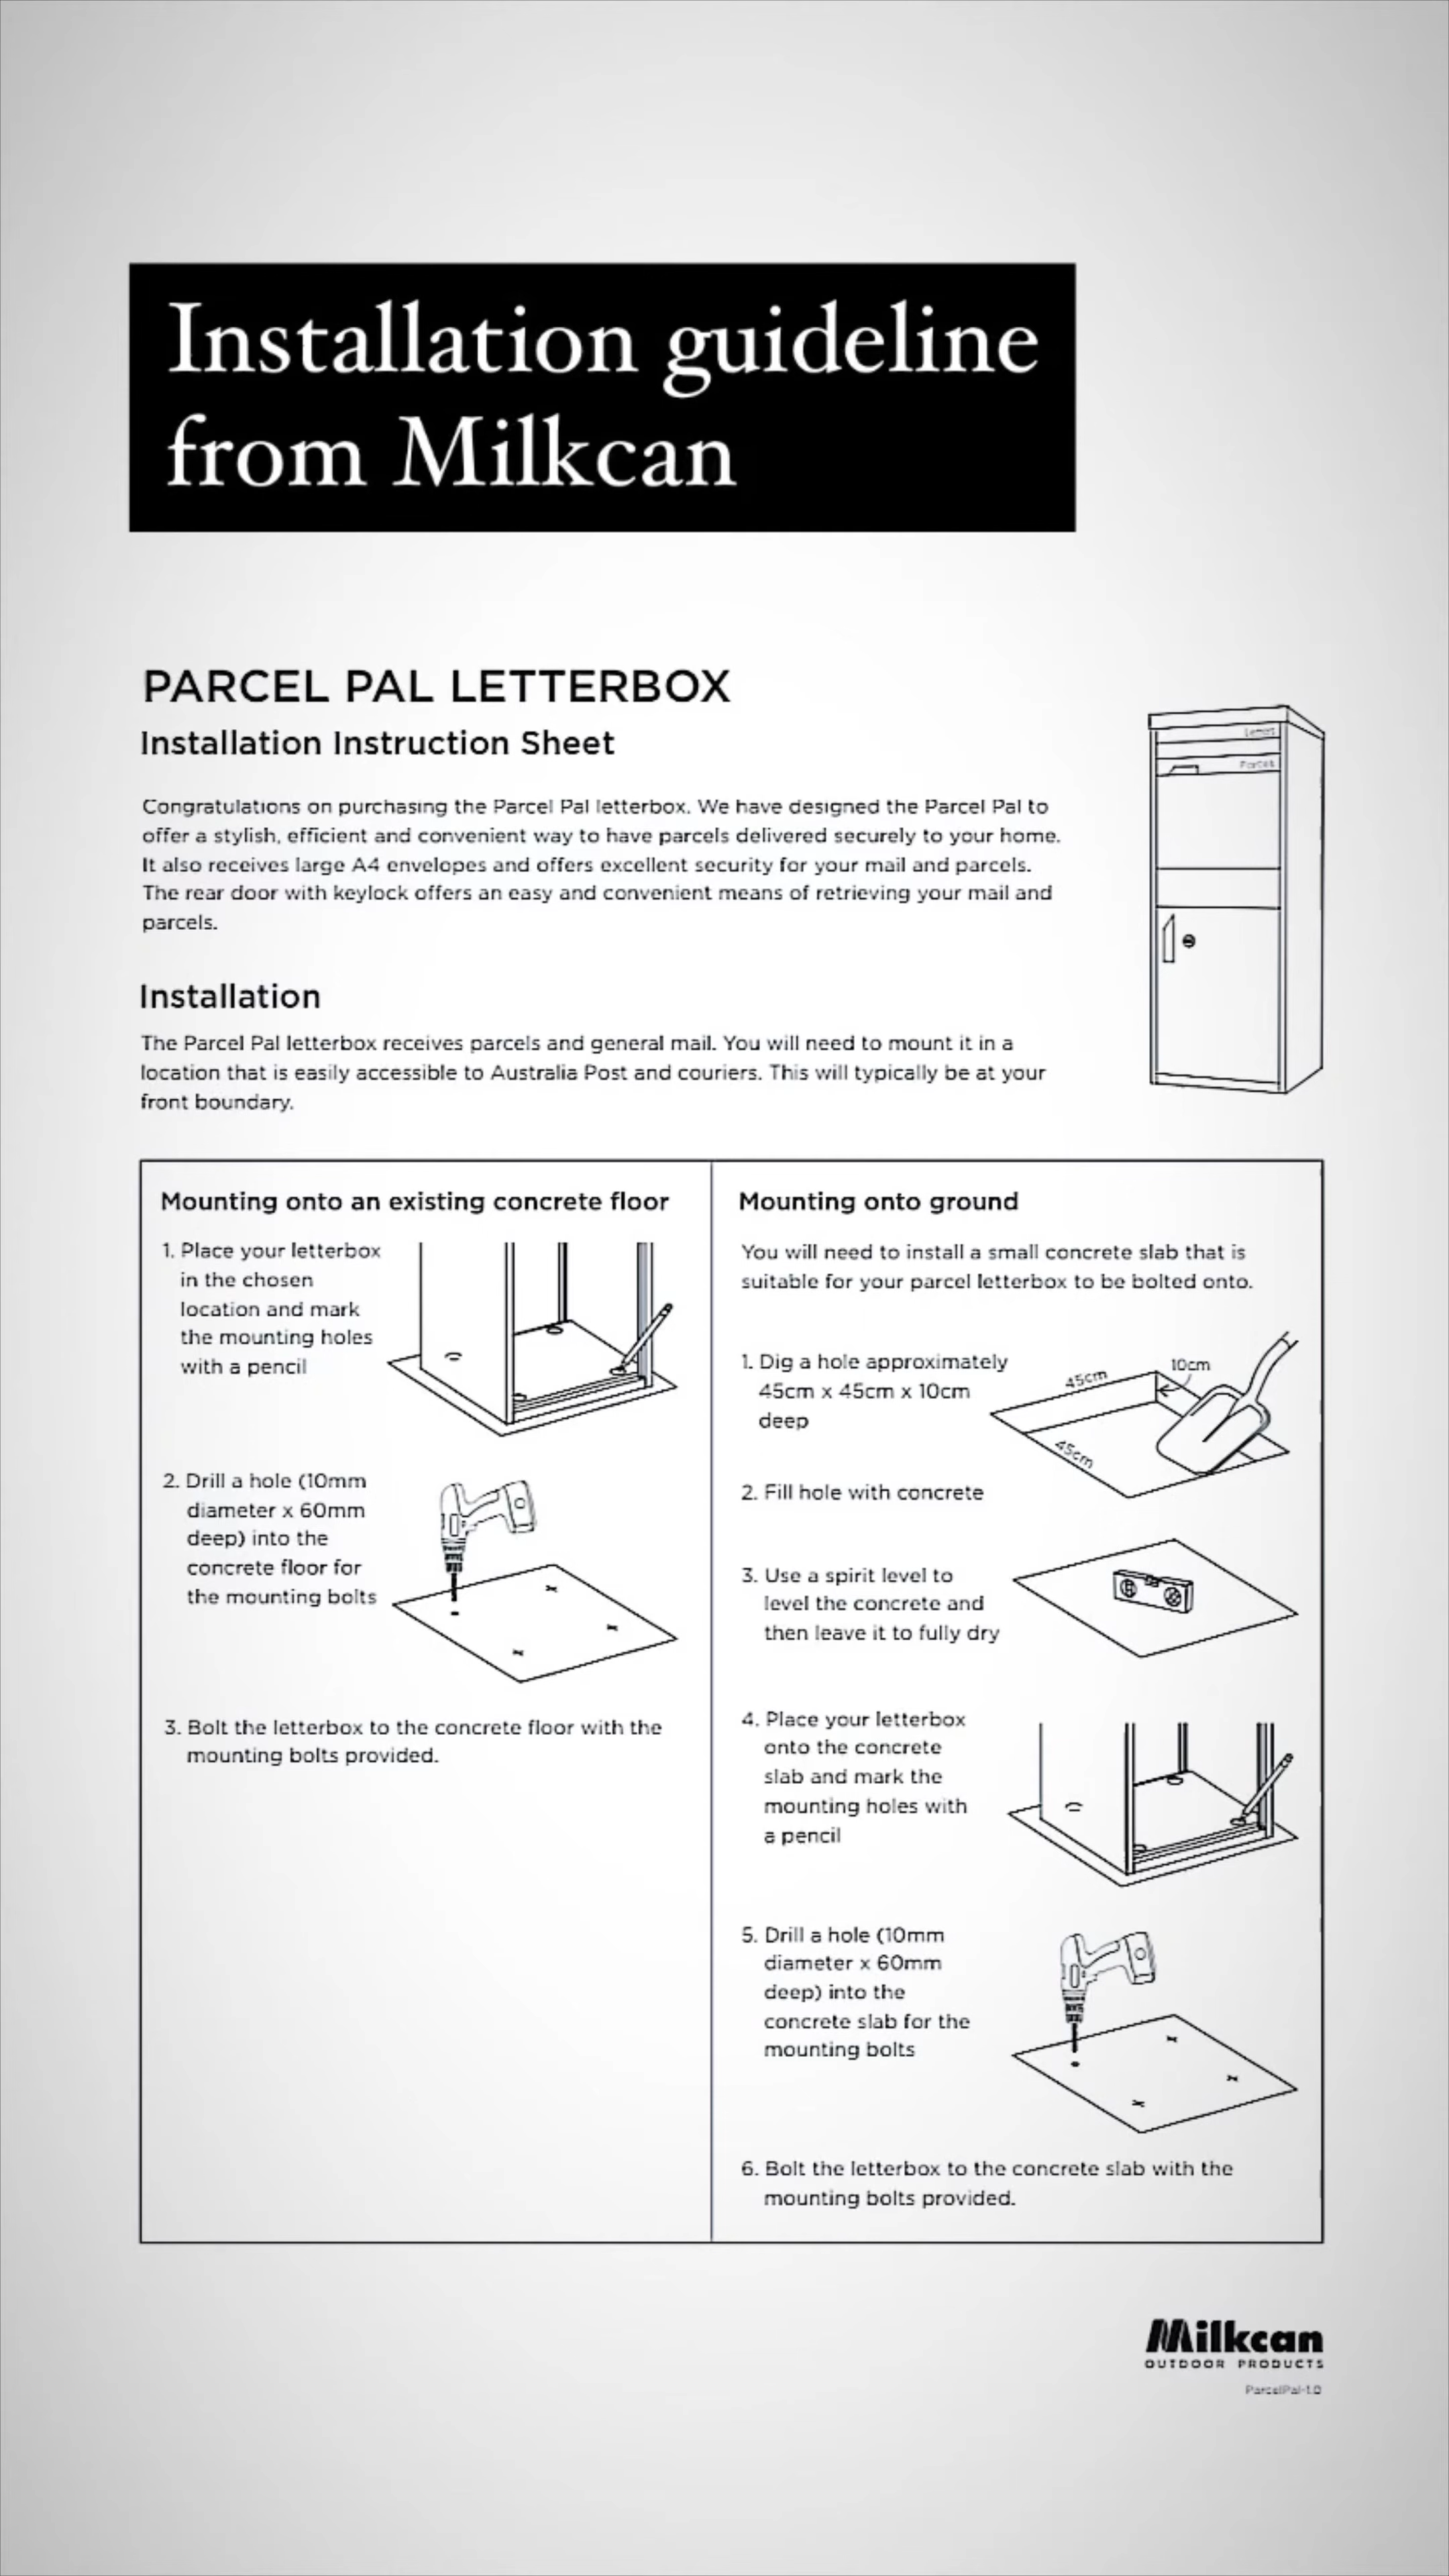 Installation guideline
from Milkcan
PARCEL PAL LETTERBOX
Installation Instruction Sheet
Congratulations on purchasing the Parcel Pal letterbox. We have designed the Parcel Pal to
offer a stylish, efficient and convenient way to have parcels delivered securely to your home.
It also receives large A4 envelopes and offers excellent security for your mail and parcels.
The rear door with keylock offers an easy and convenient means of retrieving your mail and
parcels.
Parcel
Installation
The Parcel Pal letterbox receives parcels and general mail. You will need to mount it in a
location that is easily accessible to Australia Post and couriers. This will typically be at your
front boundary.
Mounting onto an existing concrete floor
1. Place your letterbox
in the chosen
location and mark
the mounting holes
with a pencil
2. Drill a hole (10mm
diameter x 60mm
deep) into the
concrete floor for
the mounting bolts
3. Bolt the letterbox to the concrete floor with the
mounting bolts provided.
Mounting onto ground
You will need to install a small concrete slab that is
suitable for your parcel letterbox to be bolted onto.
1. Dig a hole approximately
45cm x 45cm x 10cm
deep
45cm
10cm
45cm
2. Fill hole with concrete
3. Use a spirit level to
level the concrete and
then leave it to fully dry
4. Place your letterbox
onto the concrete
slab and mark the
mounting holes with
a pencil
5. Drill a hole (10mm
diameter x 60mm
deep) into the
concrete slab for the
mounting bolts
6. Bolt the letterbox to the concrete slab with the
mounting bolts provided.
Milkcan
OUTDOOR PRODUCTS
ParcelPal-1.0